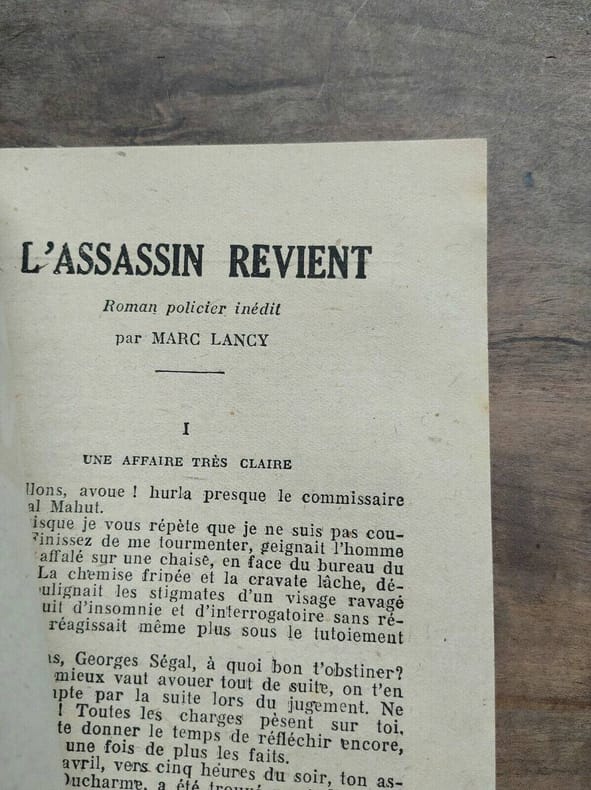 L'ASSASSIN REVIENT
Roman policier inédit
par MARC LANCY
I
UNE AFFAIRE TRÈS CLAIRE
llons, avoue ! hurla presque le commissaire
al Mahut.
isque je vous répète que je ne suis pas cou-
Finissez de me tourmenter, geignait l'homme
affalé sur une chaise, en face du bureau du
La chemise fripée et la cravate lâche, dé-
ulignait les stigmates d'un visage ravagé
uit d'insomnie et d'interrogatoire sans ré-
réagissait même plus sous le tutoiement
ns, Georges Ségal, à quoi bon t'obstiner?
mieux vaut avouer tout de suite, on t'en
pte par la suite lors du jugement. Ne
! Toutes les charges pèsent sur toi.
te donner le temps de réfléchir encore,
une fois de plus les faits.
avril, vers cinq heures du soir, ton as-
Ducharme, a été